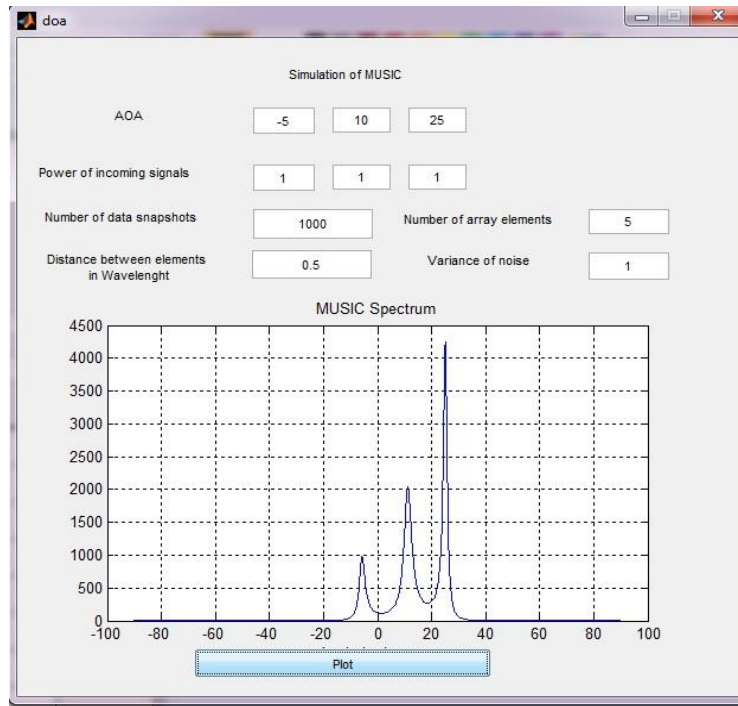 doa
Simulation of MUSIC
AOA -5 10 25
Power of incoming signals 1 1 1
Number of data snapshots 1000 Number of array elements 5
Distance between elements in Wavelenght 0.5 Variance of noise 1
MUSIC Spectrum
4500
4000
3500
3000
2500
2000
1500
1000
500
0
-100 -80 -60 -40 -20 0 20 40 60 80 100
Plot